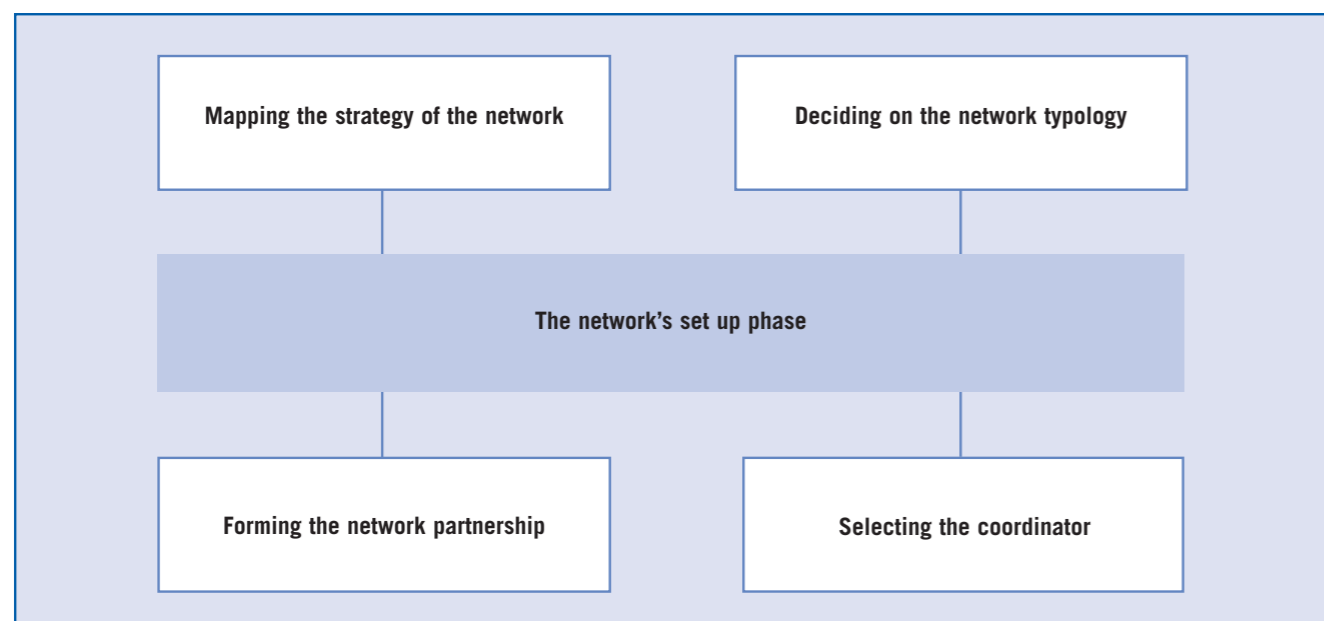 Mapping the strategy of the network
Deciding on the network typology
The network’s set up phase
Forming the network partnership
Selecting the coordinator